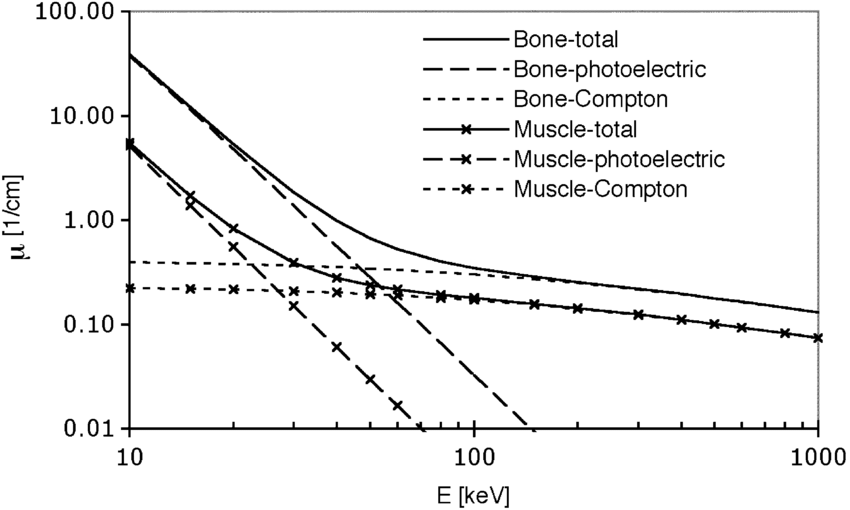 100.00
10.00
1.00
0.10
0.01
μ [1/cm]
Bone-total
Bone-photoelectric
Bone-Compton
Muscle-total
Muscle-photoelectric
Muscle-Compton
10
100
1000
E [keV]